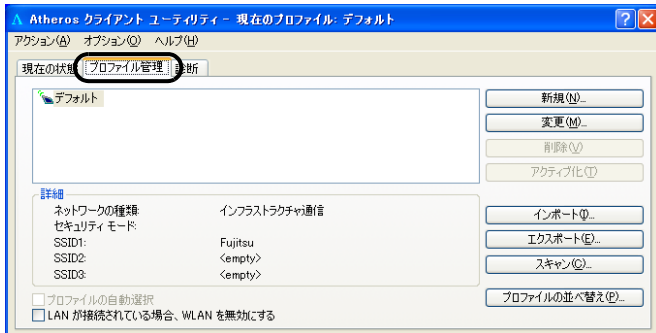 Atheros クライアント ユーティリティ - 現在のプロファイル: デフォルト
アクション(A) オプション(O) ヘルプ(H)
現在の状態 プロファイル管理 診断
デフォルト
新規(N)...
変更(M)...
削除(V)
アクティブ化(T)
詳細
ネットワークの種類: インフラストラクチャ通信
セキュリティ モード:
SSID1: Fujitsu
SSID2: <empty>
SSID3: <empty>
インポート(I)...
エクスポート(E)...
スキャン(C)...
プロファイルの自動選択
プロファイルの並べ替え(P)...
LAN が接続されている場合、WLAN を無効にする